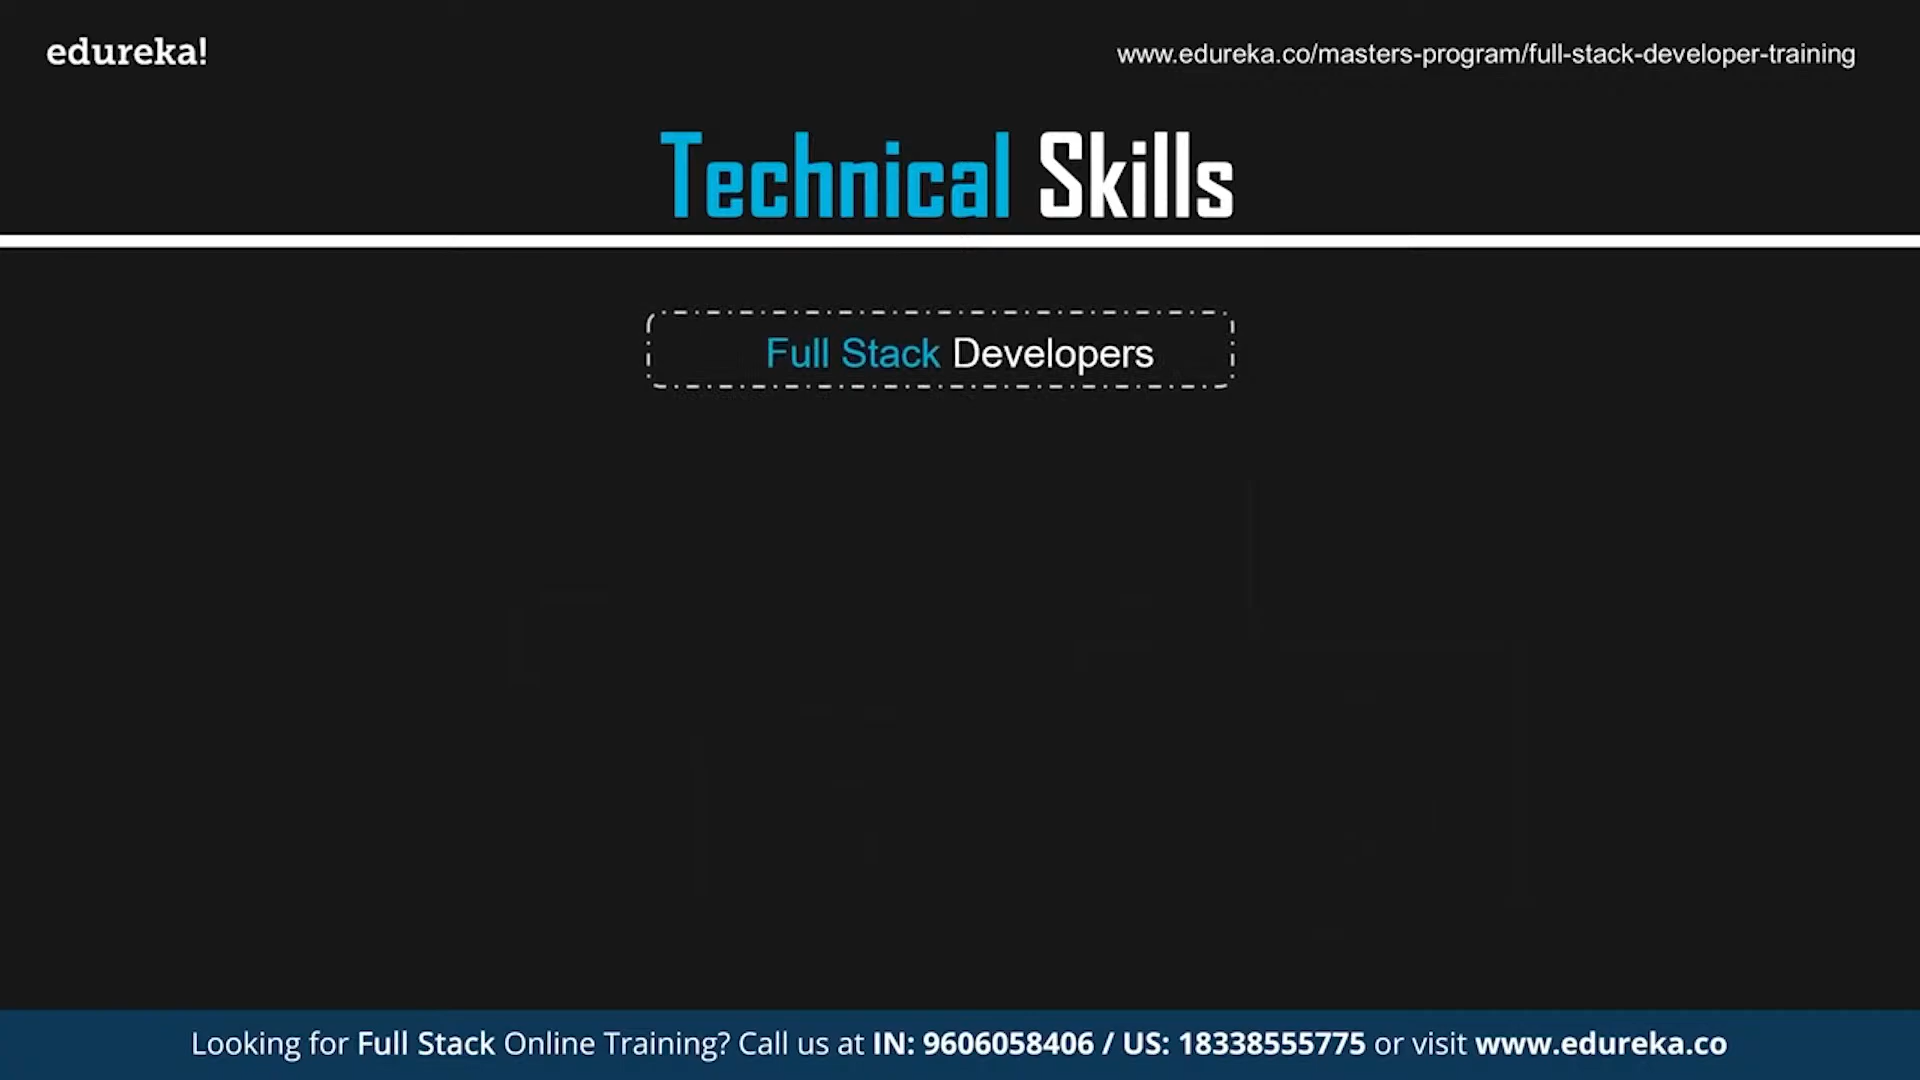 edureka!
www.edureka.co/masters-program/full-stack-developer-training
Technical Skills
Full Stack Developers
Looking for Full Stack Online Training? Call us at IN: 9606058406 / US: 18338555775 or visit www.edureka.co